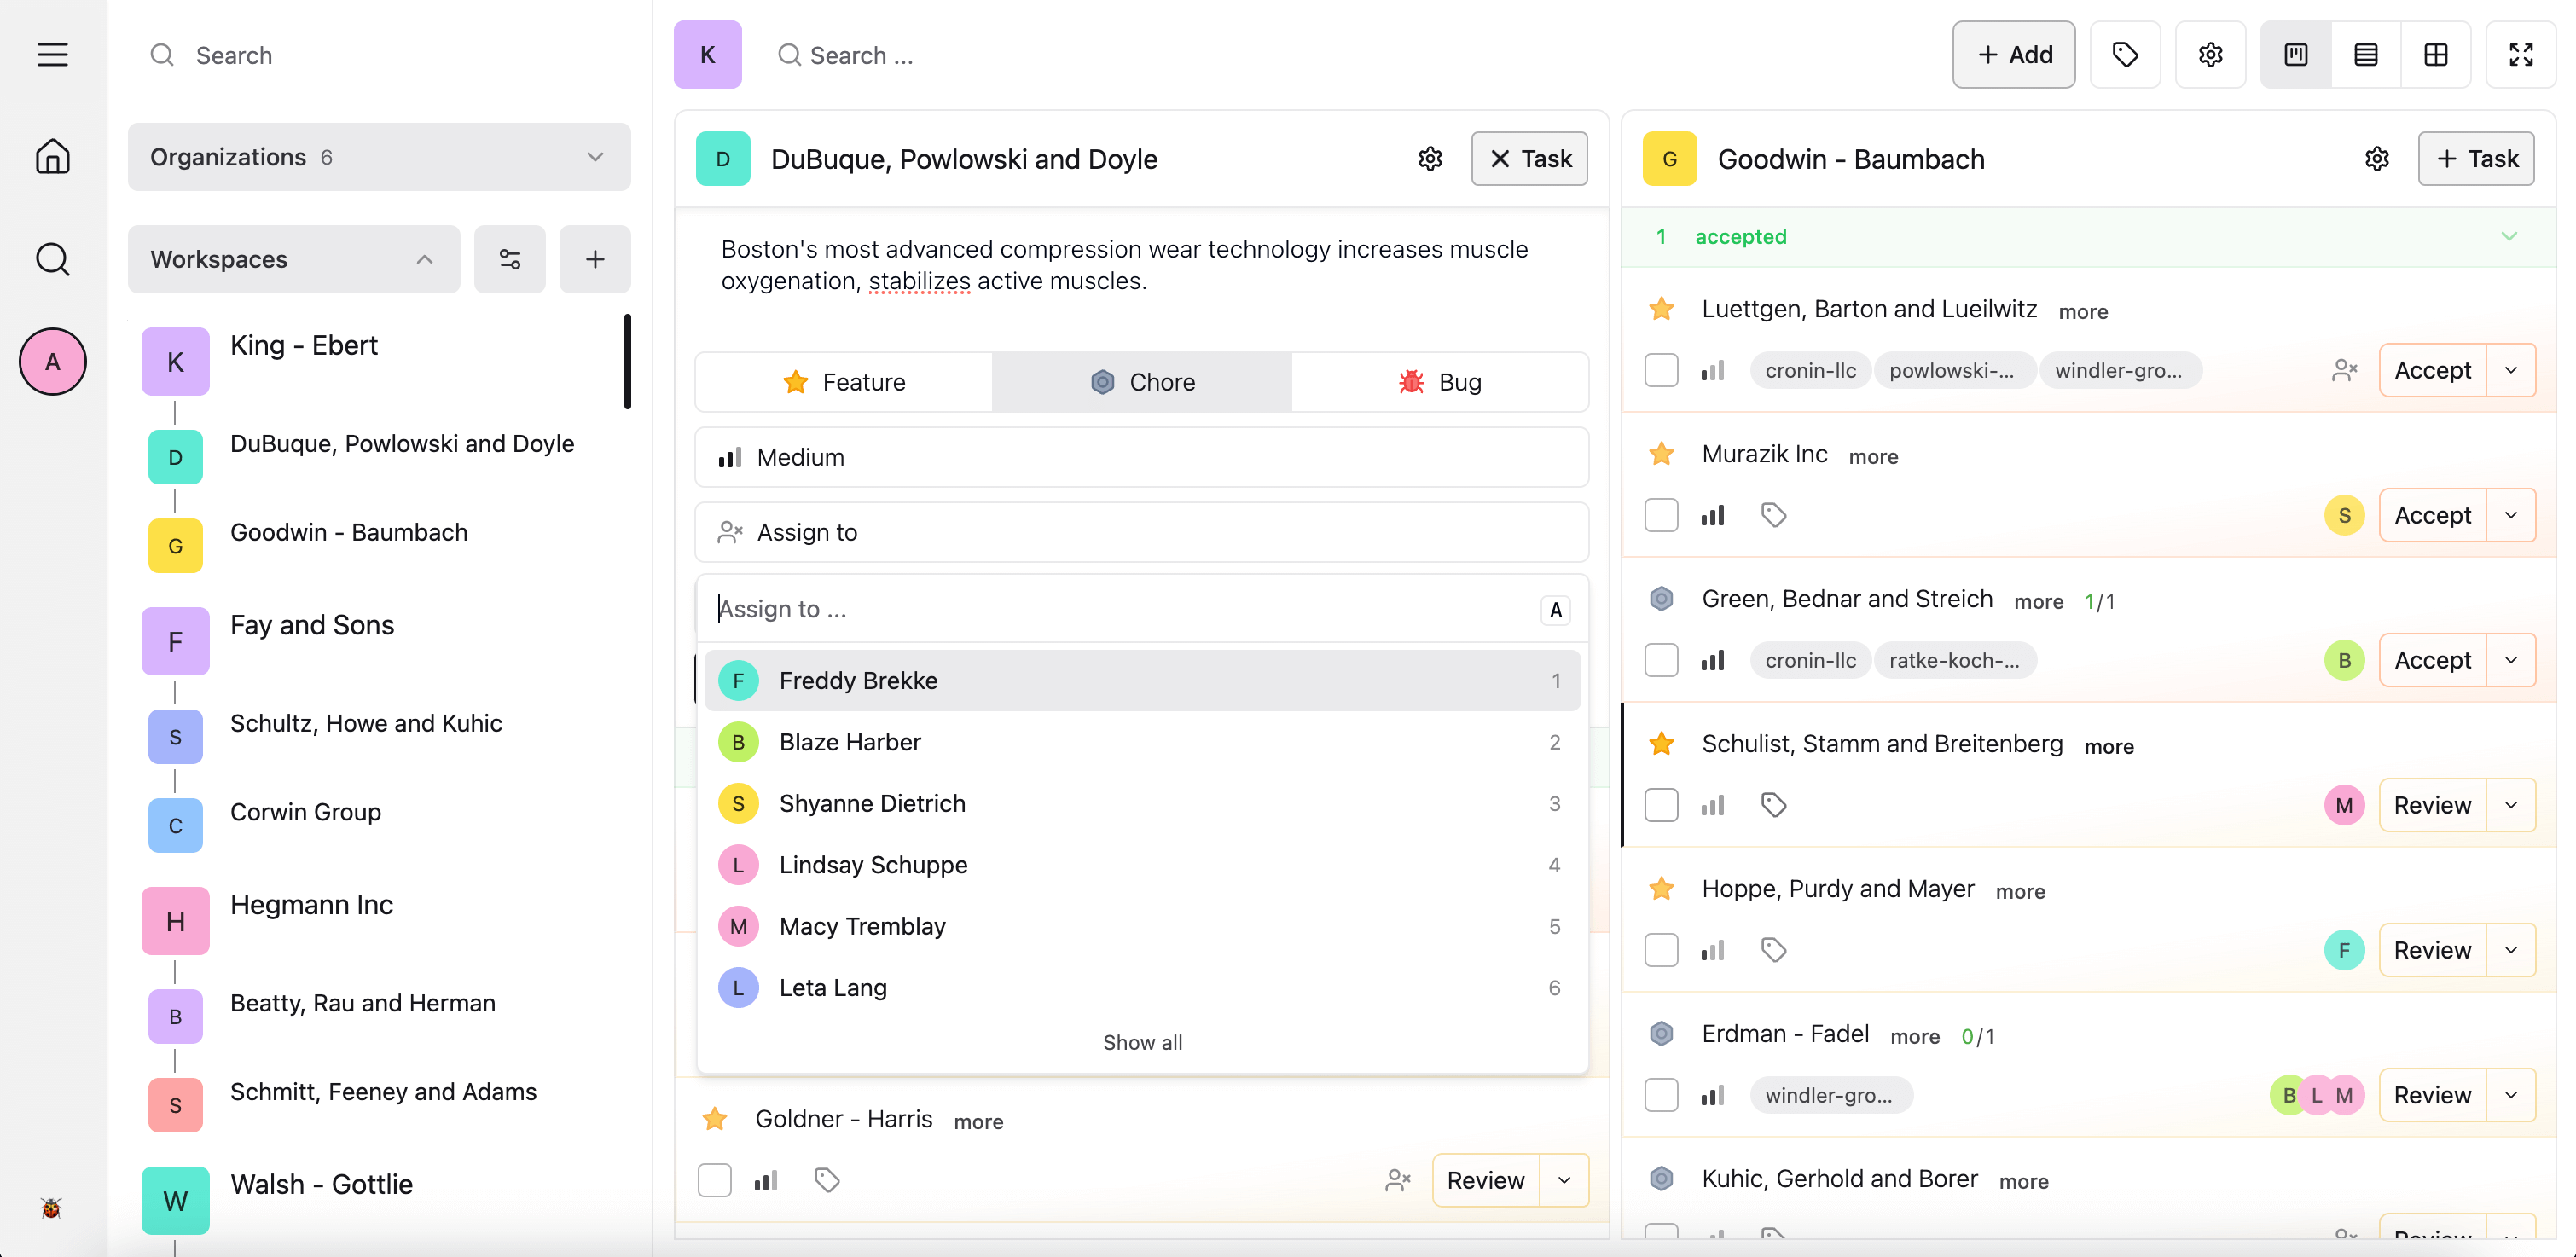 A
Search
Organizations 6
Workspaces
K King - Ebert
D DuBuque, Powlowski and Doyle
G Goodwin - Baumbach
F Fay and Sons
S Schultz, Howe and Kuhic
C Corwin Group
H Hegmann Inc
B Beatty, Rau and Herman
S Schmitt, Feeney and Adams
W Walsh - Gottlie
K Search ...
Add
D DuBuque, Powlowski and Doyle Task
Boston's most advanced compression wear technology increases muscle
oxygenation, stabilizes active muscles.
Feature Chore Bug
Medium
Assign to
Assign to ... A
F Freddy Brekke 1
B Blaze Harber 2
S Shyanne Dietrich 3
L Lindsay Schuppe 4
M Macy Tremblay 5
L Leta Lang 6
Show all
Goldner - Harris more
Review
G Goodwin - Baumbach + Task
1 accepted
Luettgen, Barton and Lueilwitz more
cronin-llc powlowski-... windler-gro... Accept
Murazik Inc more
S Accept
Green, Bednar and Streich more 1/1
cronin-llc ratke-koch-... B Accept
Schulist, Stamm and Breitenberg more
M Review
Hoppe, Purdy and Mayer more
F Review
Erdman - Fadel more 0/1
windler-gro... B L M Review
Kuhic, Gerhold and Borer more
Review